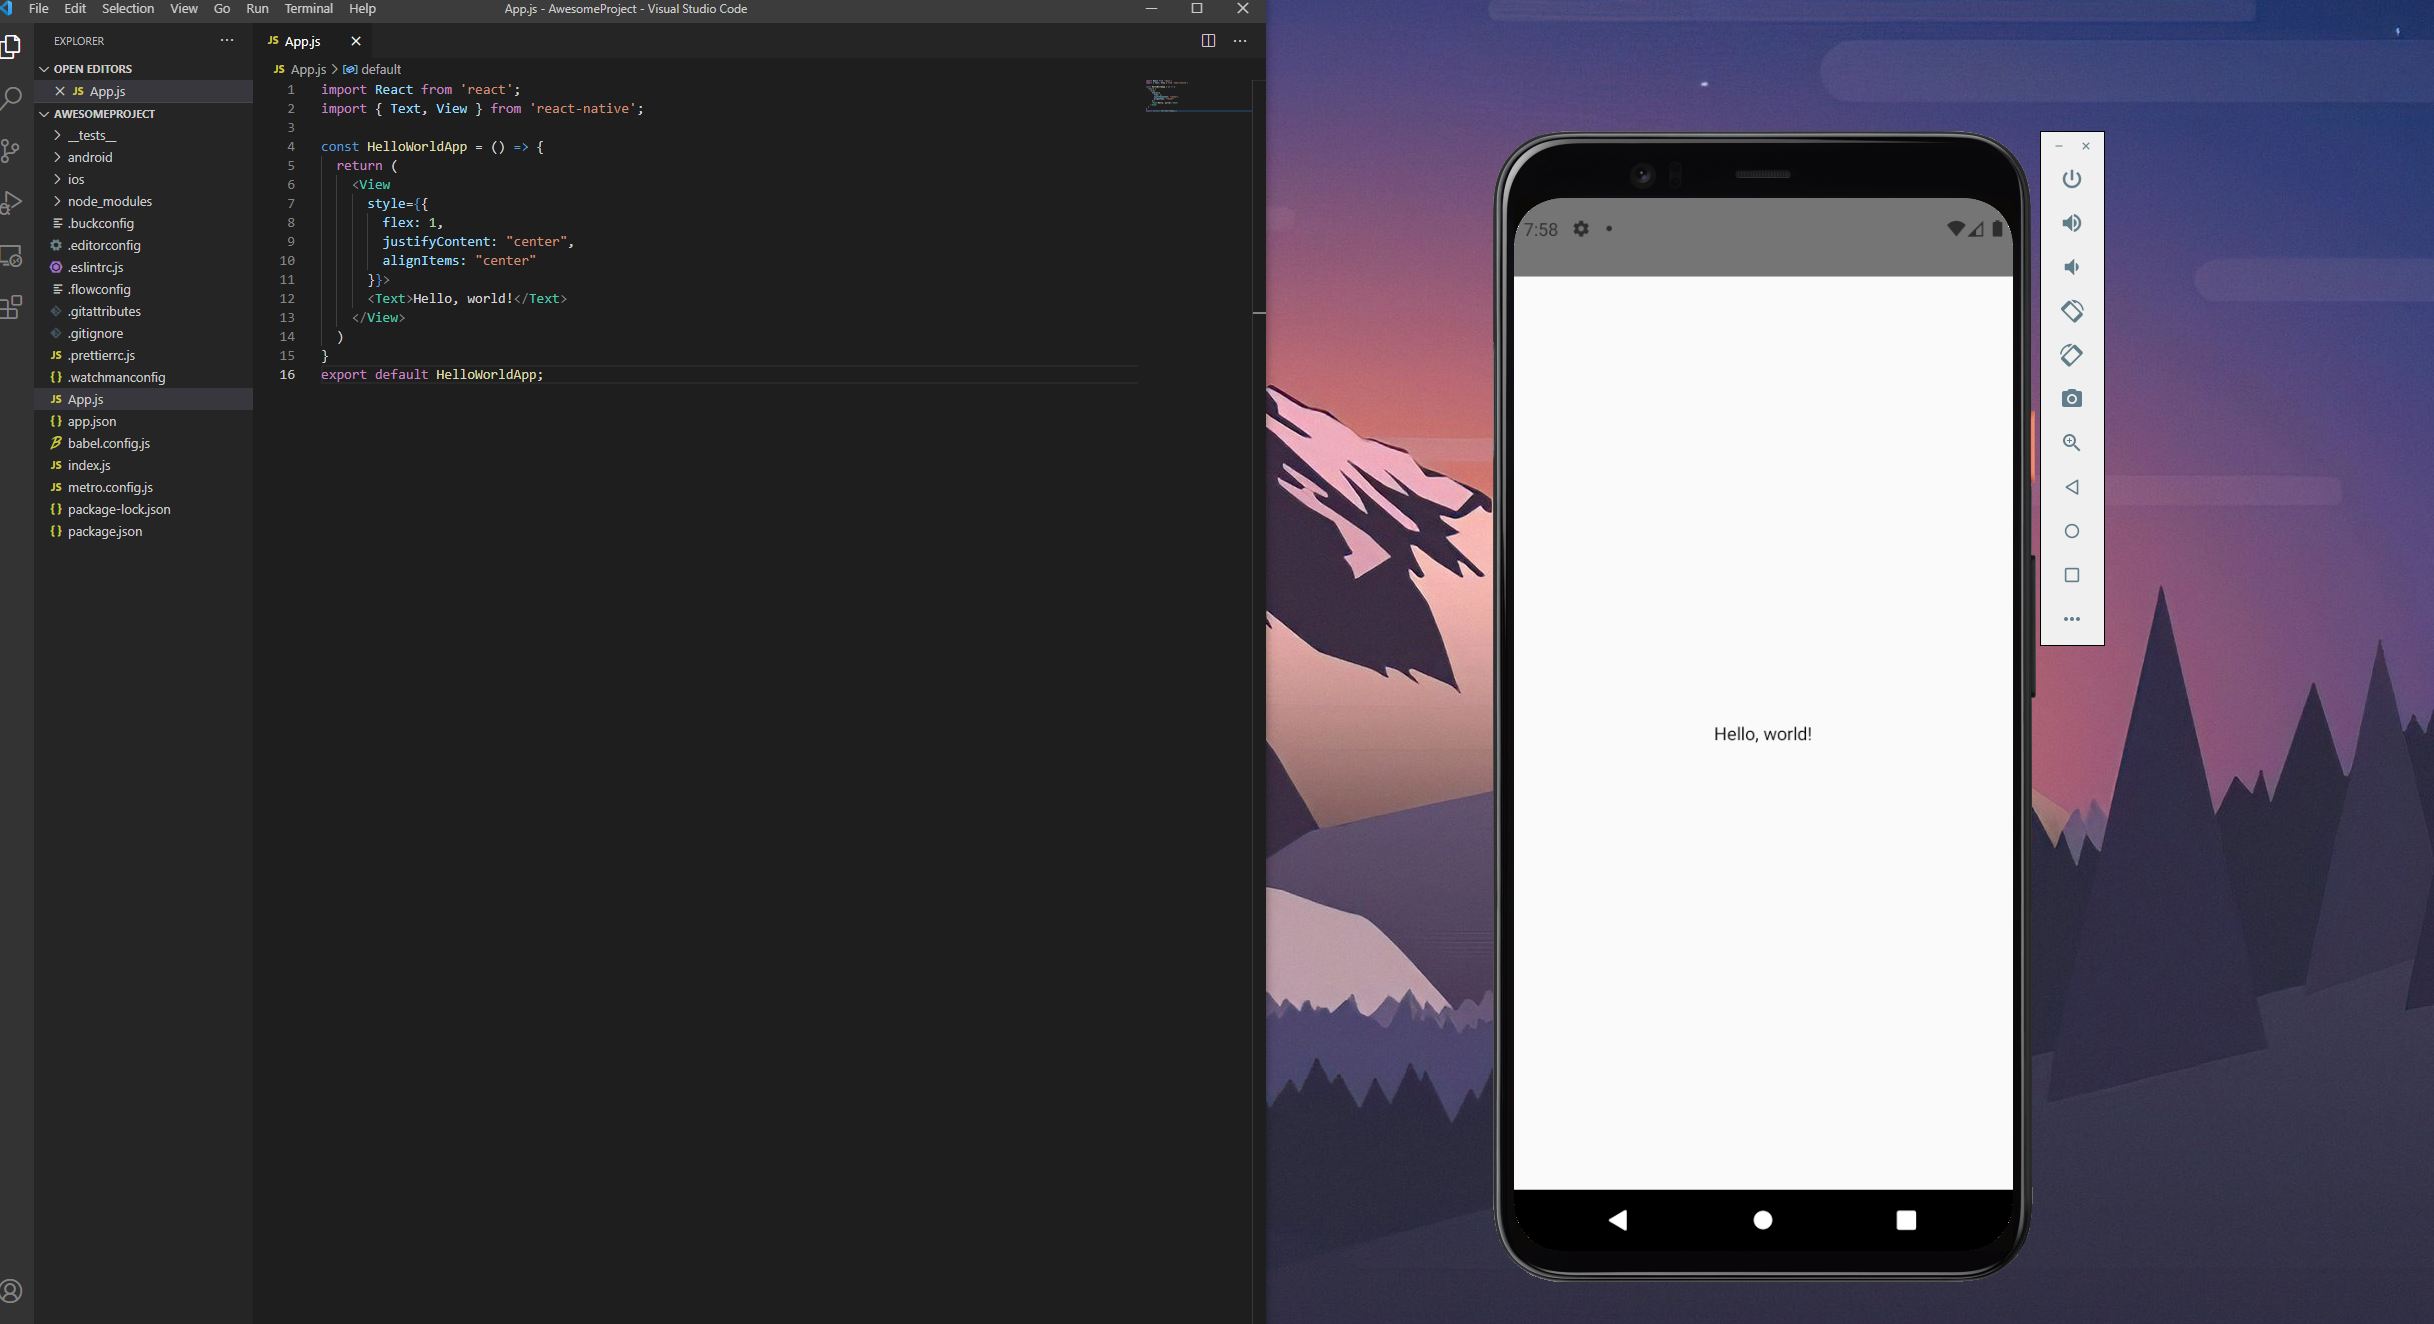 File Edit Selection View Go Run Terminal Help
App.js - AwesomeProject - Visual Studio Code
EXPLORER
OPEN EDITORS
JS App.js
AWESOMEPROJECT
__tests__
android
ios
node_modules
.buckconfig
.editorconfig
.eslintrc.js
.flowconfig
.gitattributes
.gitignore
JS .prettierrc.js
{} .watchmanconfig
JS App.js
{} app.json
babel.config.js
JS index.js
JS metro.config.js
{} package-lock.json
{} package.json
JS App.js
JS App.js > default
1 import React from 'react';
2 import { Text, View } from 'react-native';
3
4 const HelloWorldApp = () => {
5 return (
6 <View
7 style={{
8 flex: 1,
9 justifyContent: "center",
10 alignItems: "center"
11 }}>
12 <Text>Hello, world!</Text>
13 </View>
14 )
15 }
16 export default HelloWorldApp;
7:58
Hello, world!